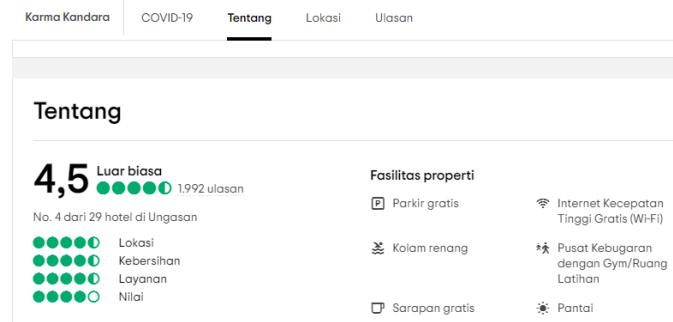 Karma Kandara COVID-19 Tentang Lokasi Ulasan
Tentang
4,5 Luar biasa
1.992 ulasan
No. 4 dari 29 hotel di Ungasan
Lokasi
Kebersihan
Layanan
Nilai
Fasilitas properti
P Parkir gratis
Internet Kecepatan
Tinggi Gratis (Wi-Fi)
Kolam renang
Pusat Kebugaran
dengan Gym/Ruang
Latihan
Sarapan gratis
Pantai